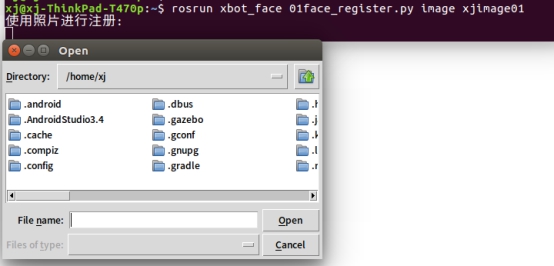 xj@xj-ThinkPad-T470p:~$ rosrun xbot_face 01face_register.py image xjimage01
使用照片进行注册:
Open
Directory: /home/xj
.android .dbus
.AndroidStudio3.4 .gazebo
.cache .gconf
.compiz .gnupg
.config .gradle
File name: Open
Files of type: Cancel